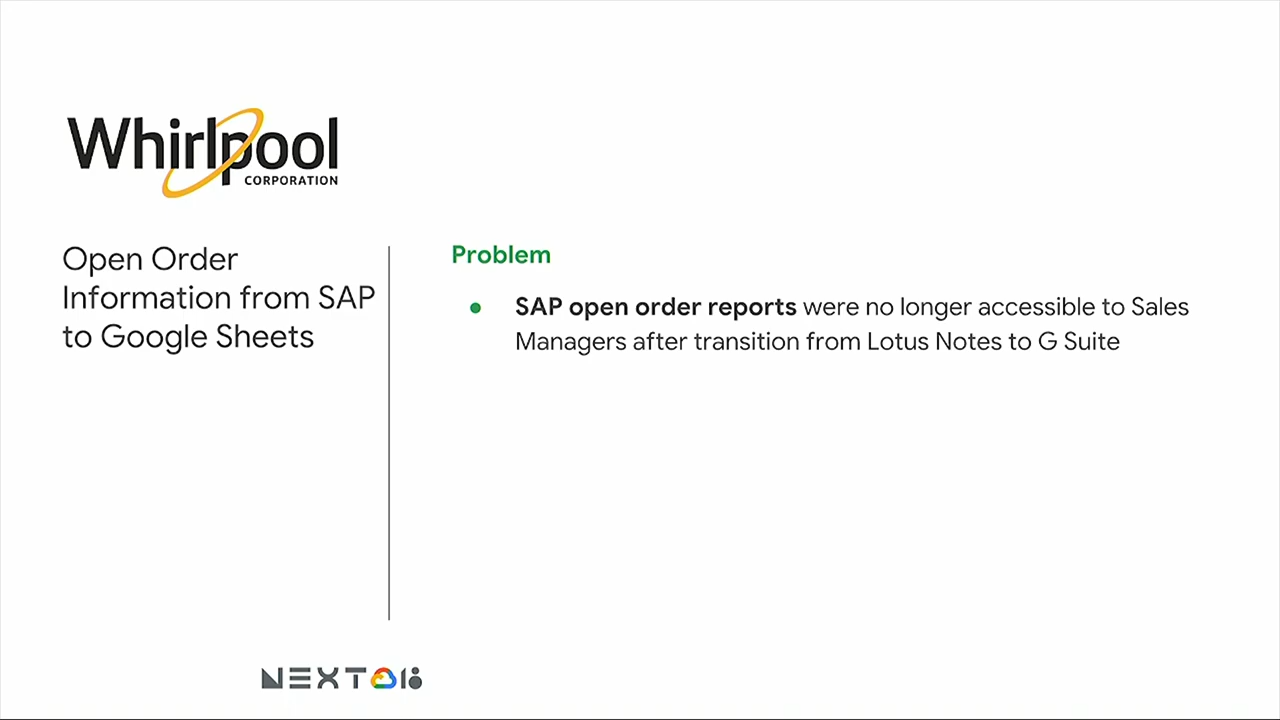 Whirlpool
CORPORATION
Open Order
Information from SAP
to Google Sheets
Problem
● SAP open order reports were no longer accessible to Sales
Managers after transition from Lotus Notes to G Suite
NEXT 18